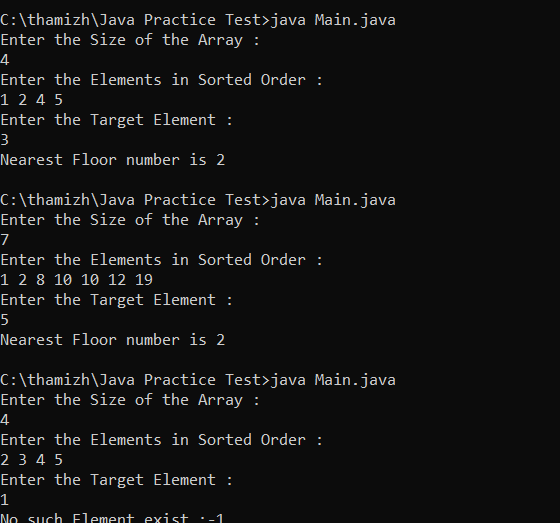 C:\thamizh\Java Practice Test>java Main.java
Enter the Size of the Array :
4
Enter the Elements in Sorted Order :
1 2 4 5
Enter the Target Element :
3
Nearest Floor number is 2
C:\thamizh\Java Practice Test>java Main.java
Enter the Size of the Array :
7
Enter the Elements in Sorted Order :
1 2 8 10 10 12 19
Enter the Target Element :
5
Nearest Floor number is 2
C:\thamizh\Java Practice Test>java Main.java
Enter the Size of the Array :
4
Enter the Elements in Sorted Order :
2 3 4 5
Enter the Target Element :
1
No such Element exist :-1